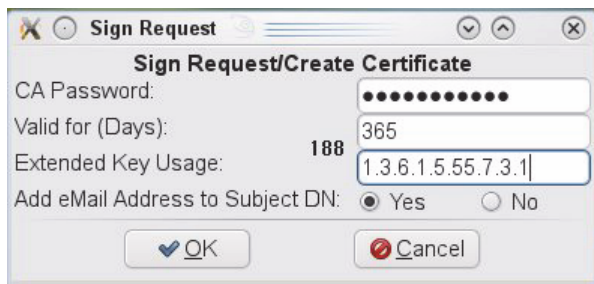 Sign Request
Sign Request/Create Certificate
CA Password: ●●●●●●●●●●●
Valid for (Days): 365
188
Extended Key Usage: 1.3.6.1.5.55.7.3.1
Add eMail Address to Subject DN: Yes No
OK Cancel